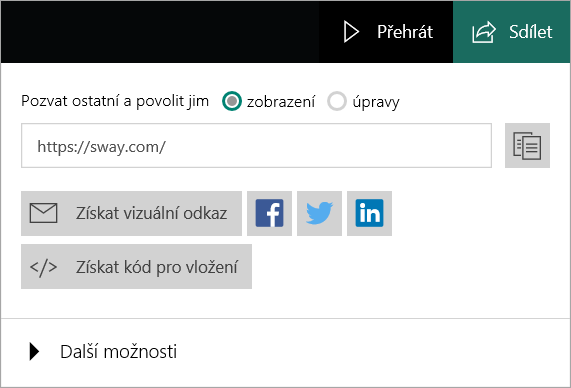 Přehrát Sdílet
Pozvat ostatní a povolit jim zobrazení úpravy
https://sway.com/
Získat vizuální odkaz
</> Získat kód pro vložení
Další možnosti